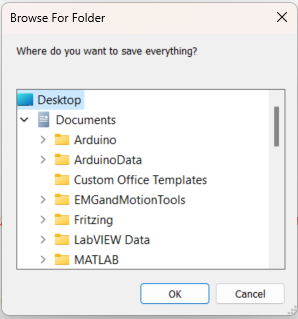 Browse For Folder
Where do you want to save everything?
Desktop
Documents
Arduino
ArduinoData
Custom Office Templates
EMGandMotionTools
Fritzing
LabVIEW Data
MATLAB
OK Cancel